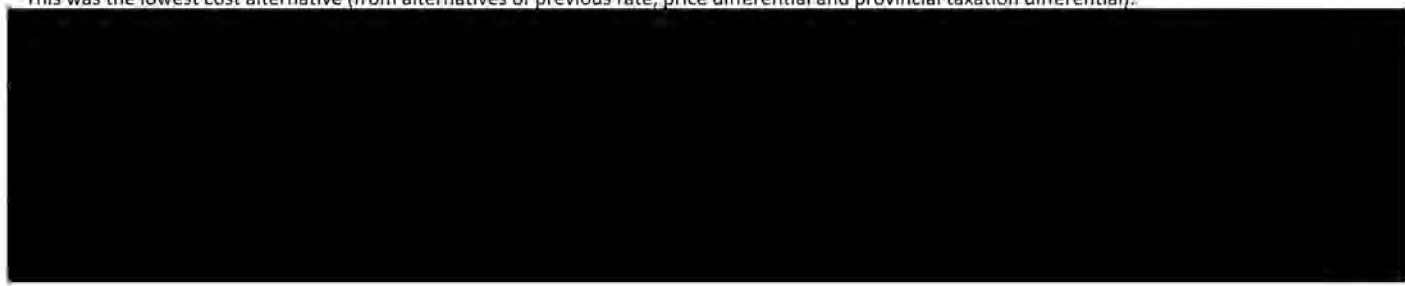 This was the lowest cost alternative (from alternatives of previous rate, price differential and provincial taxation differential).